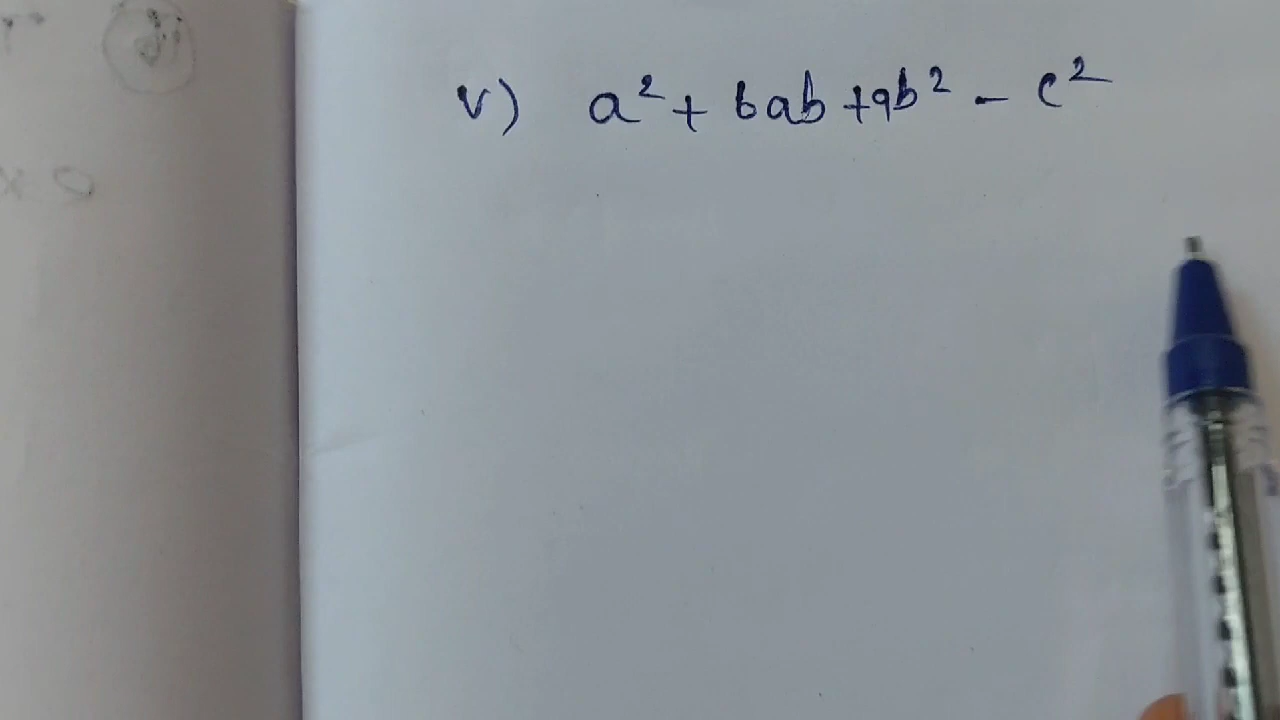 v) a² + 6ab + 9b² - c²